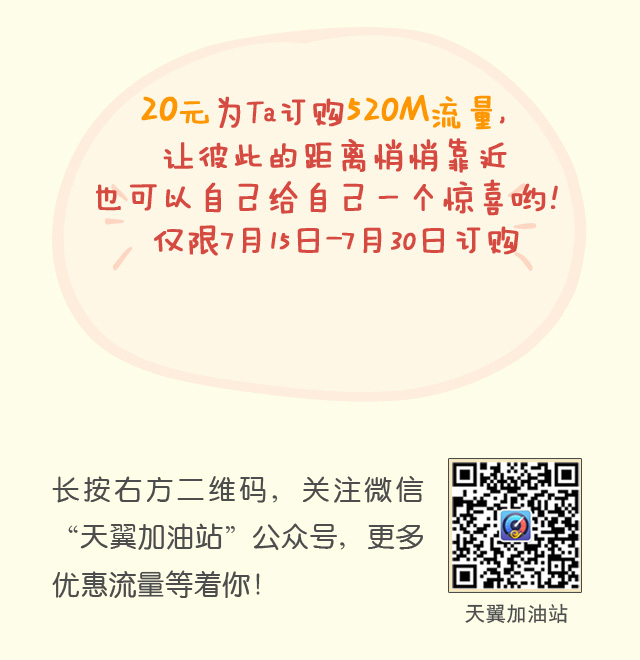 20元为Ta订购520M流量,
让彼此的距离悄悄靠近
也可以自己给自己一个惊喜哟!
仅限7月15日-7月30日订购
长按右方二维码，关注微信
“天翼加油站”公众号，更多
优惠流量等着你！
天翼加油站